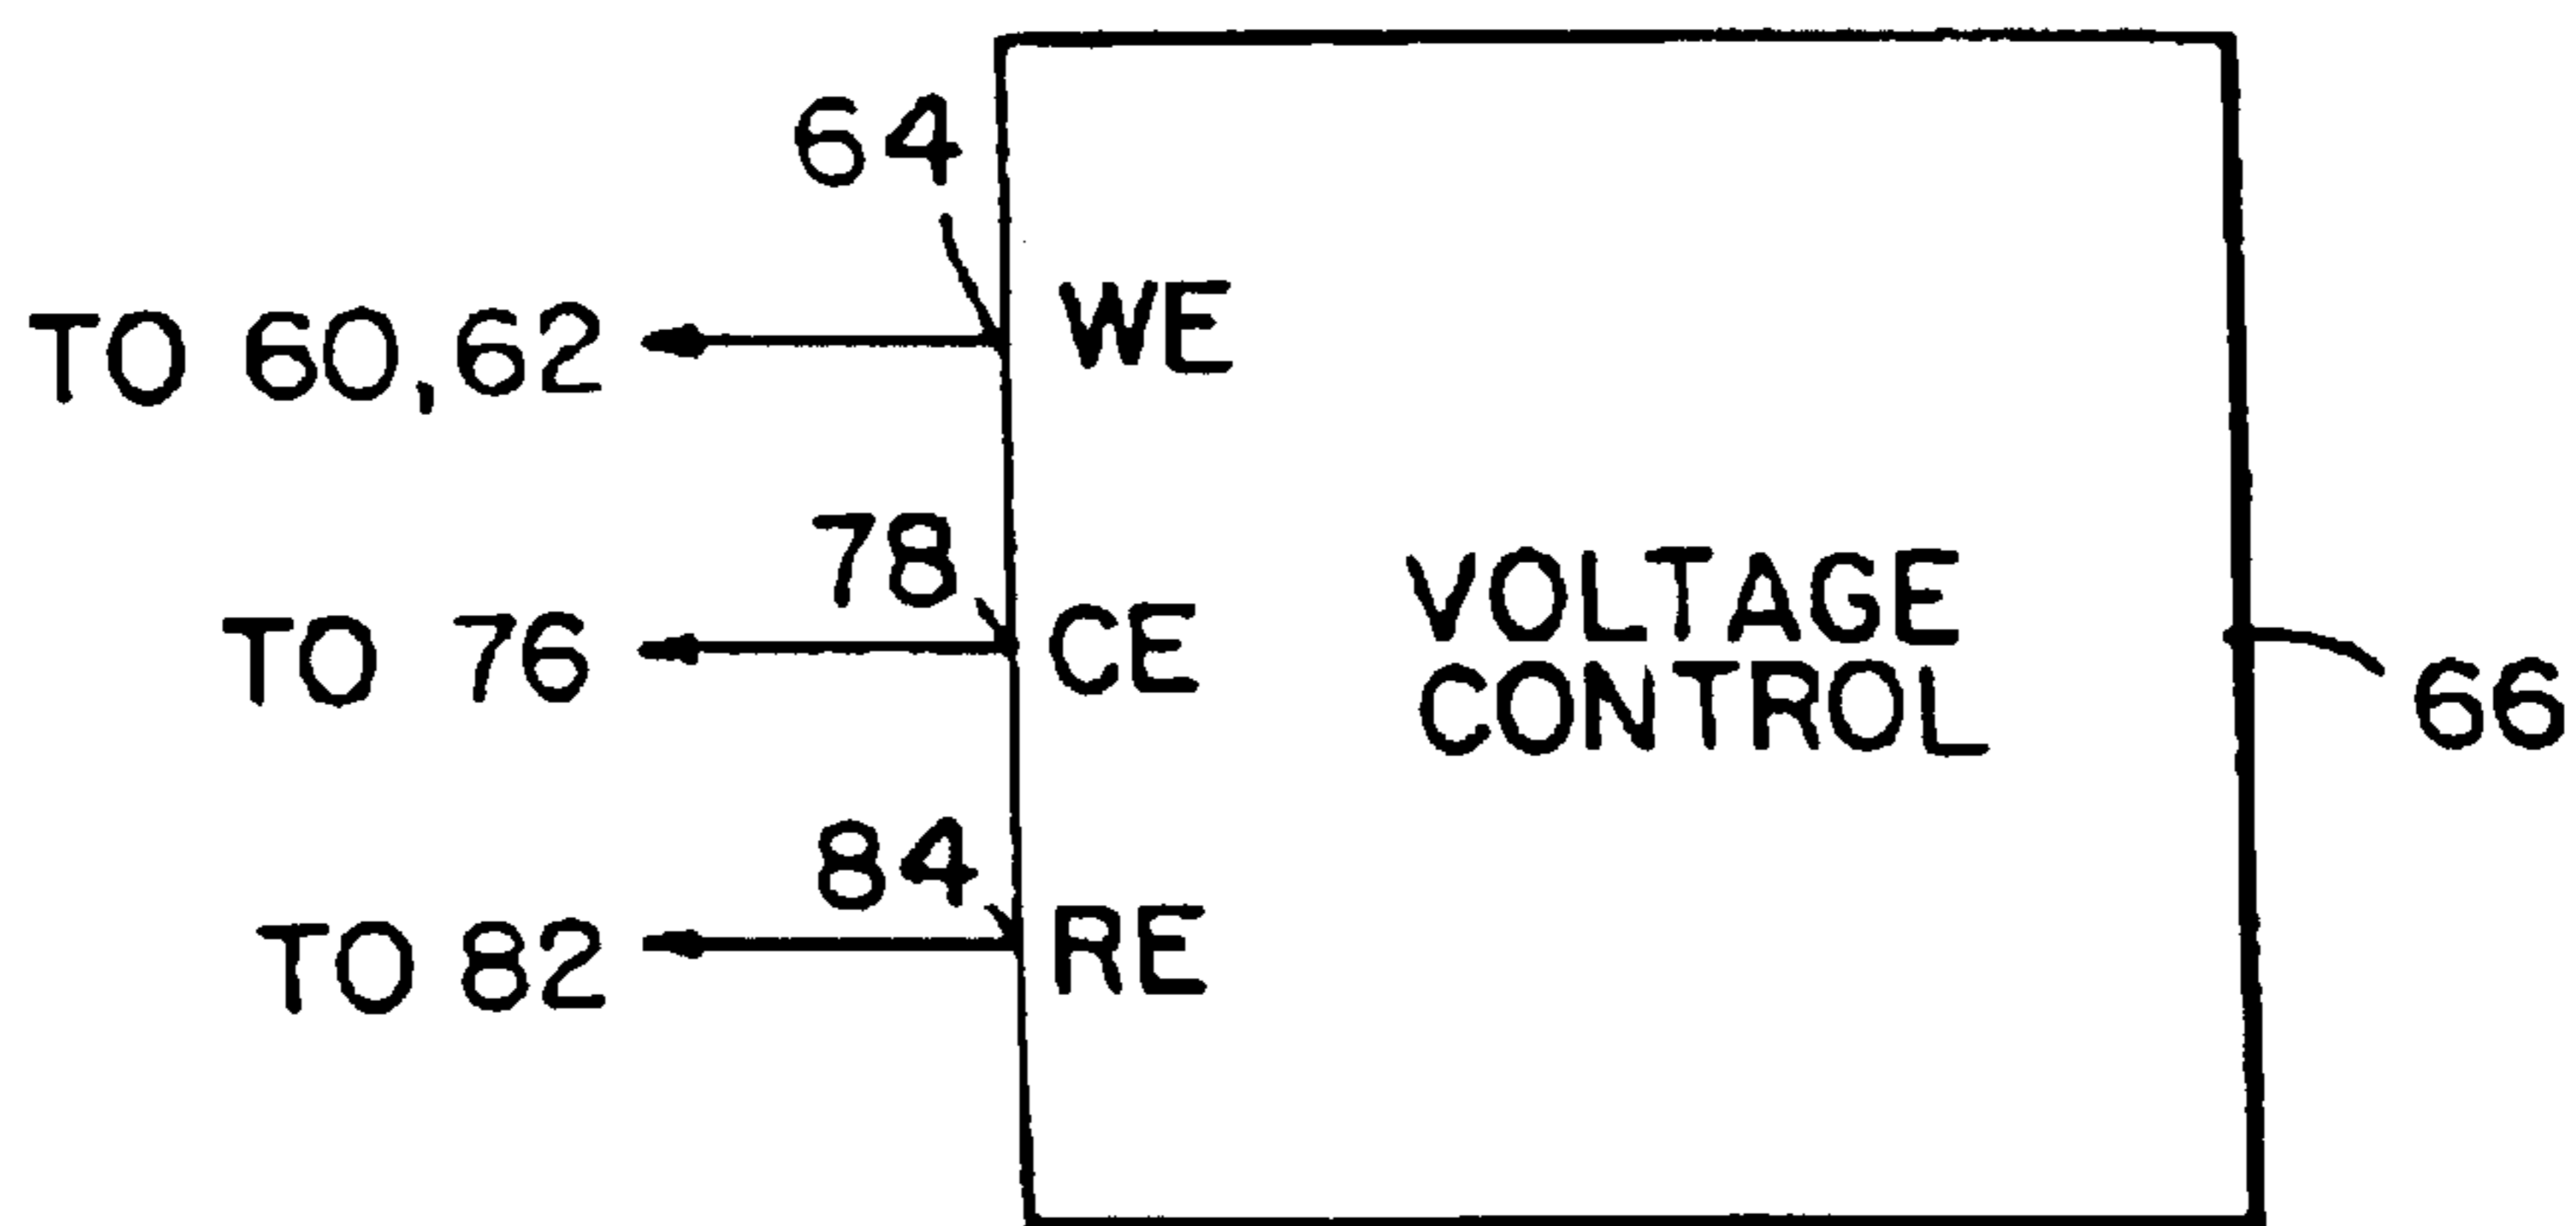 64
TO 60,62
WE
78
TO 76
CE
VOLTAGE
CONTROL
66
84
TO 82
RE